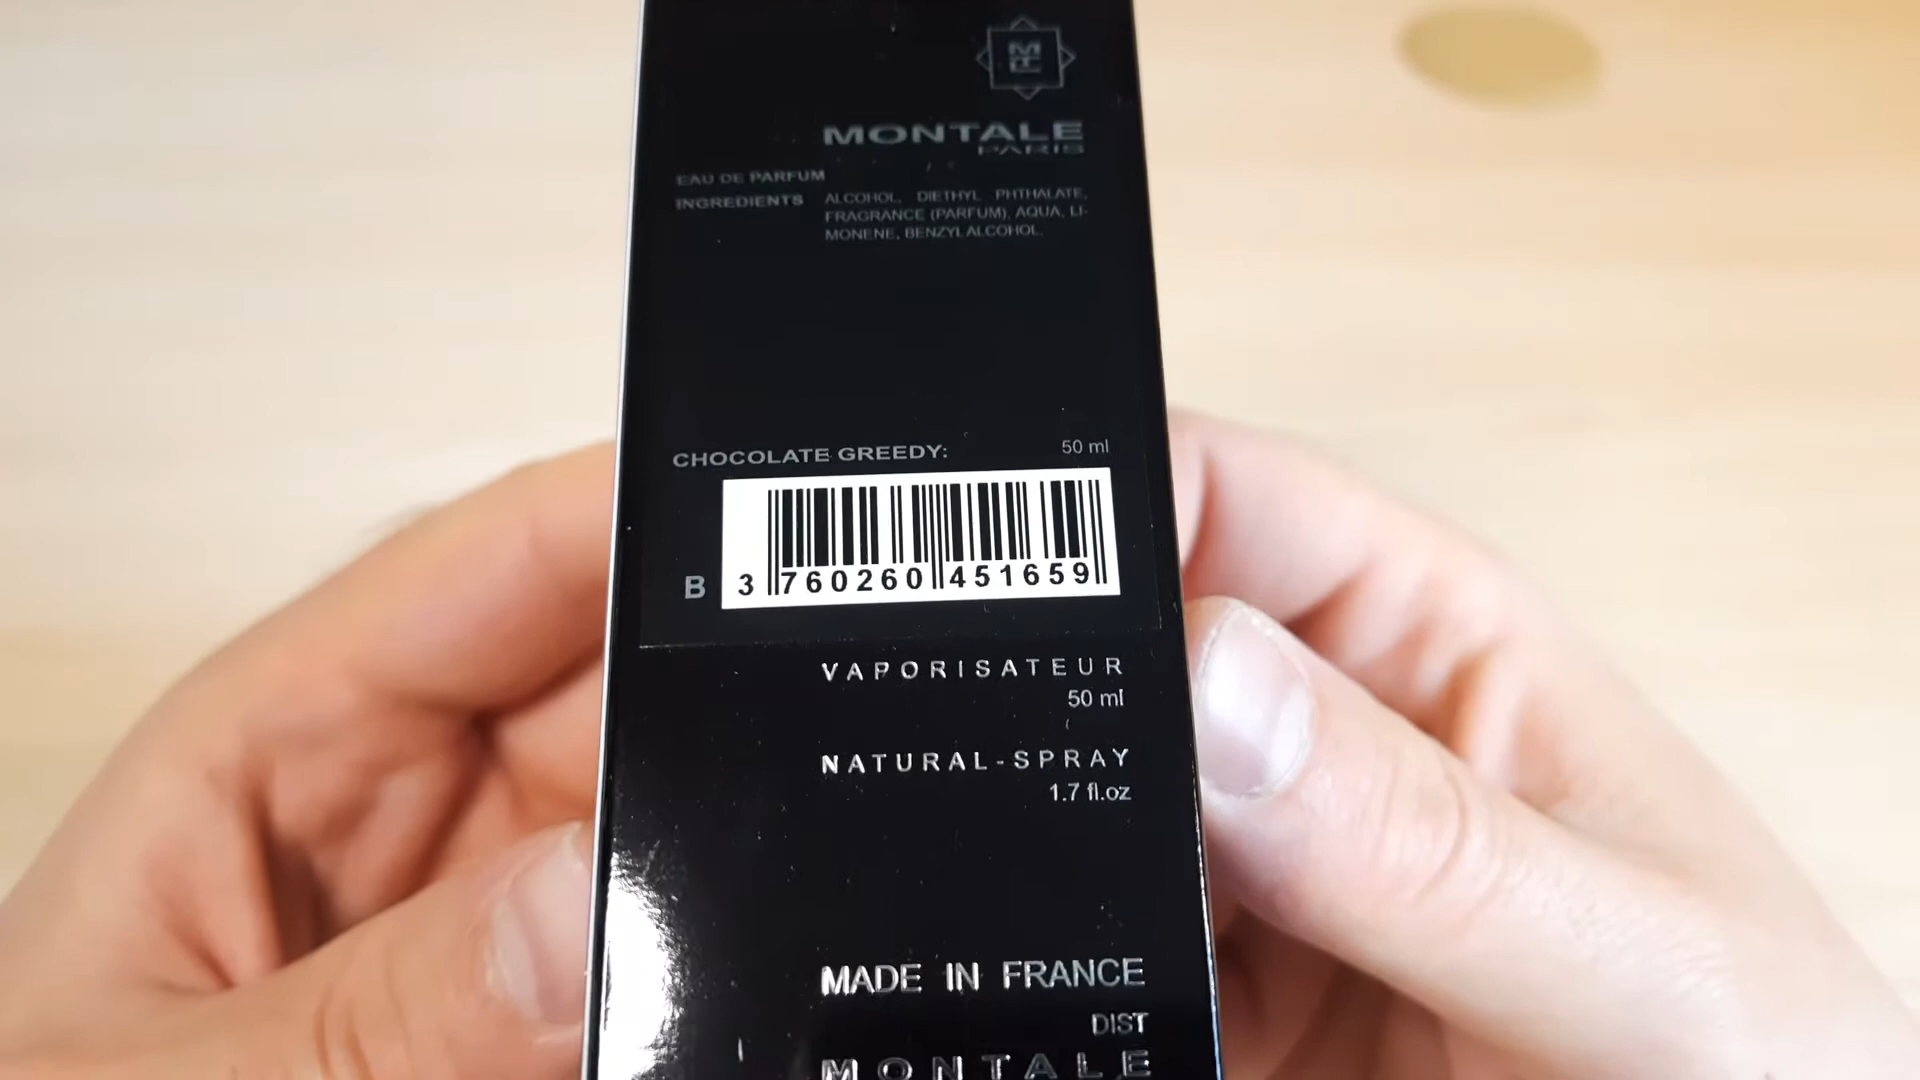 MONTALE
PARIS
EAU DE PARFUM
INGREDIENTS ALCOHOL, DIETHYL PHTHALATE,
FRAGRANCE (PARFUM), AQUA, LI-
MONENE, BENZYL ALCOHOL.
CHOCOLATE GREEDY: 50 ml
B 3 760260 451659
VAPORISATEUR
50 ml
NATURAL-SPRAY
1.7 fl.oz
MADE IN FRANCE
DIST
MONTALE